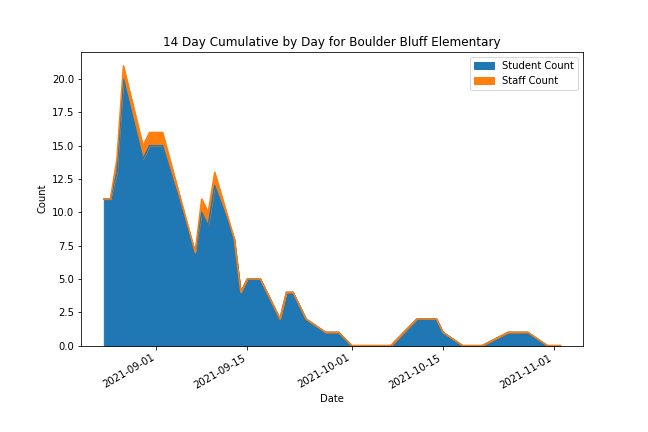 14 Day Cumulative by Day for Boulder Bluff Elementary
Student Count
Staff Count
20.0
17.5
15.0
12.5
10.0
7.5
5.0
2.5
0.0
Count
2021-09-01
2021-09-15
2021-10-01
2021-10-15
2021-11-01
Date